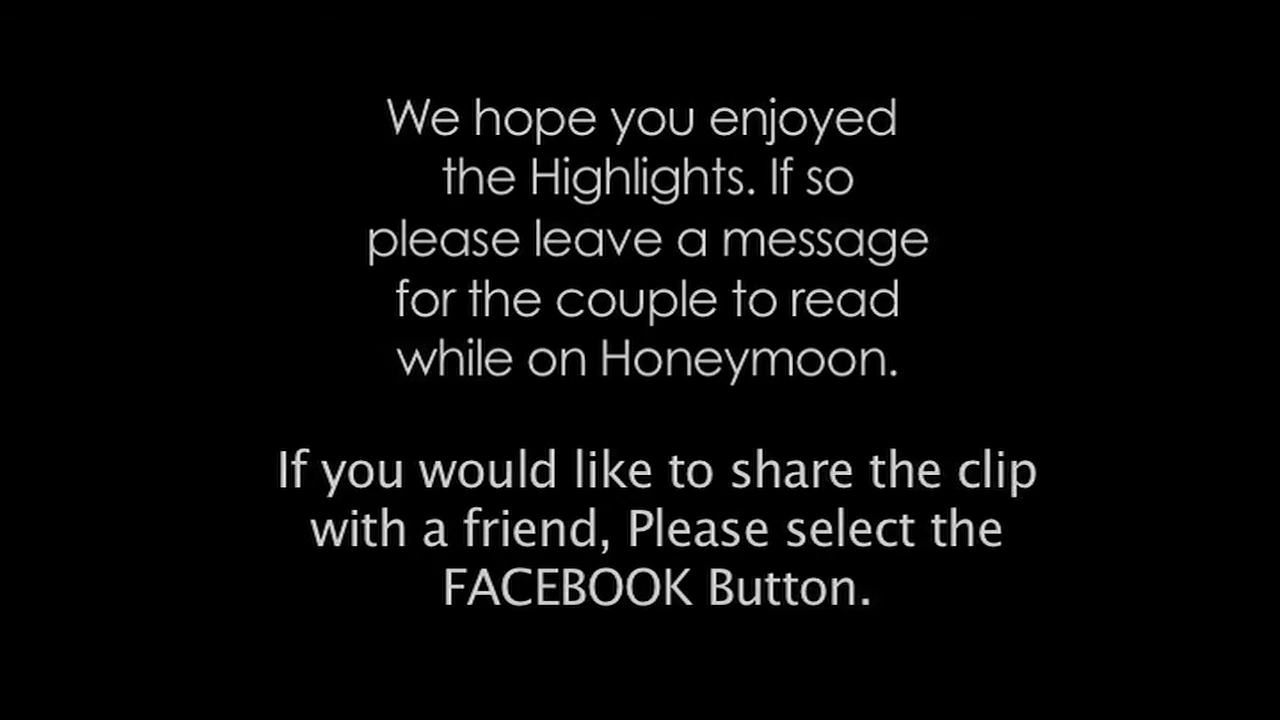 We hope you enjoyed
the Highlights. If so
please leave a message
for the couple to read
while on Honeymoon.
If you would like to share the clip
with a friend, Please select the
FACEBOOK Button.